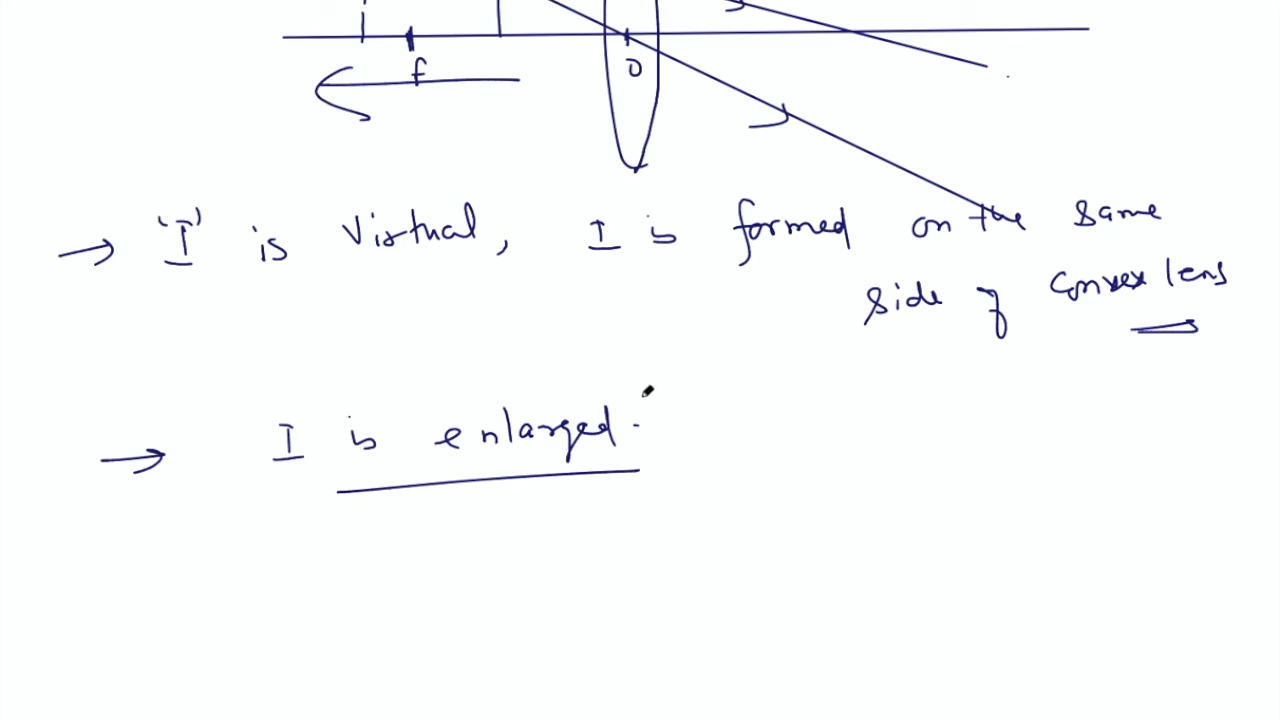 f
O
→ 'I' is Virtual, I is formed on the same
side of convex lens
→ I is enlarged.